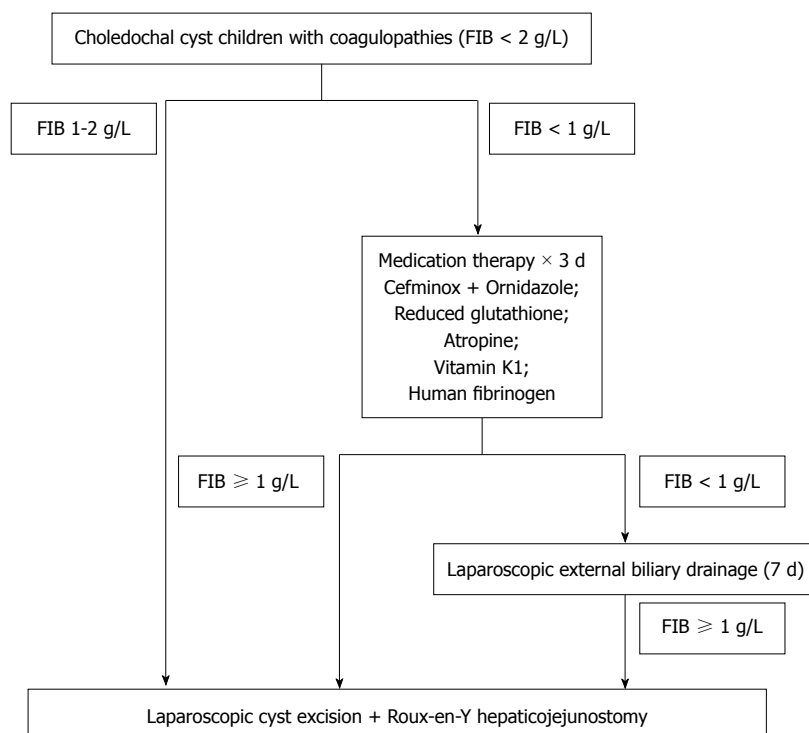 Choledochal cyst children with coagulopathies (FIB < 2 g/L)
FIB 1-2 g/L
FIB < 1 g/L
Medication therapy × 3 d
Cefminox + Ornidazole;
Reduced glutathione;
Atropine;
Vitamin K1;
Human fibrinogen
FIB ≥ 1 g/L
FIB < 1 g/L
Laparoscopic external biliary drainage (7 d)
FIB ≥ 1 g/L
Laparoscopic cyst excision + Roux-en-Y hepaticojejunostomy